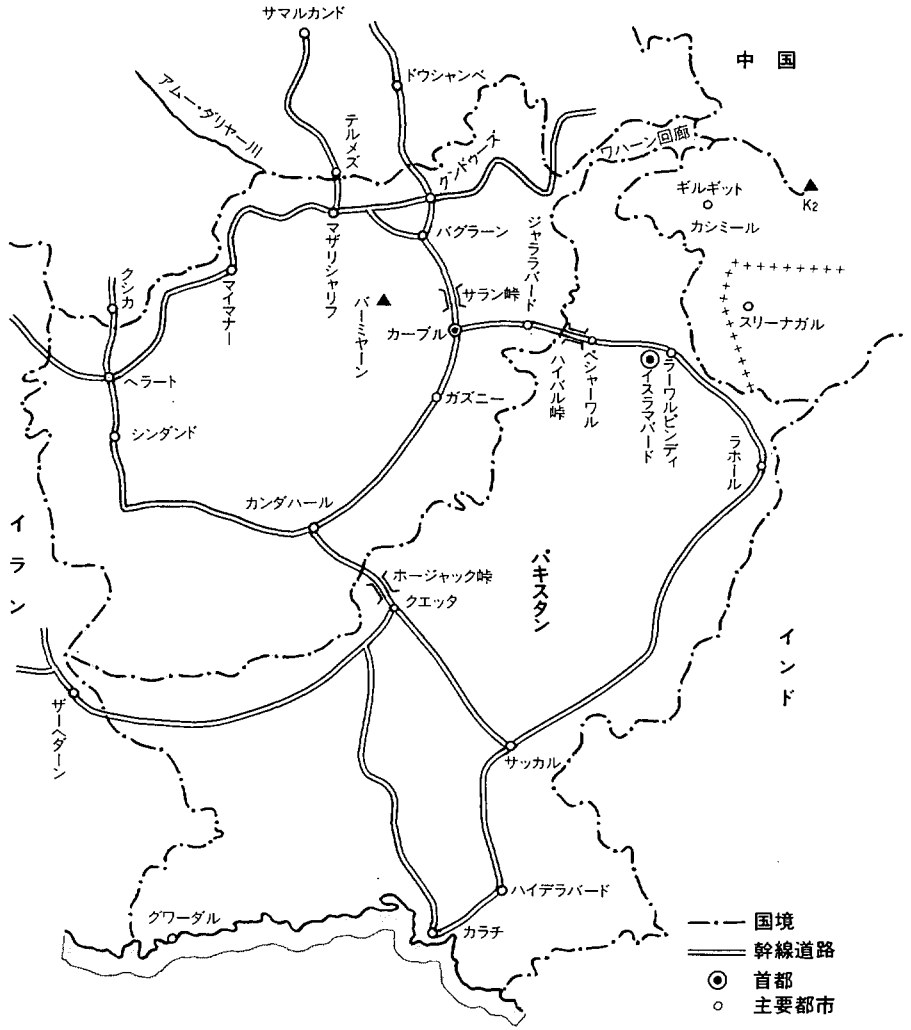 サマルカンド
中国
ドウシャンベ
アムー・ダリヤー川
テルメズ
クンドゥーズ
ワハーン回廊
K2
ギルギット
カシミール
マザリシャリフ
バグラーン
ジャララバード
クシカ
マイマナー
バーミヤーン
サラン峠
スリーナガル
カーブル
ハイバル峠
ペシャーワル
イスラマバード
ラーワルピンディ
ヘラート
ガズニー
シンダンド
ラホール
カンダハール
イラン
パキスタン
ホージャック峠
クエッタ
インド
ザーヘダーン
サッカル
ハイデラバード
グワーダル
カラチ
国境
幹線道路
首都
主要都市